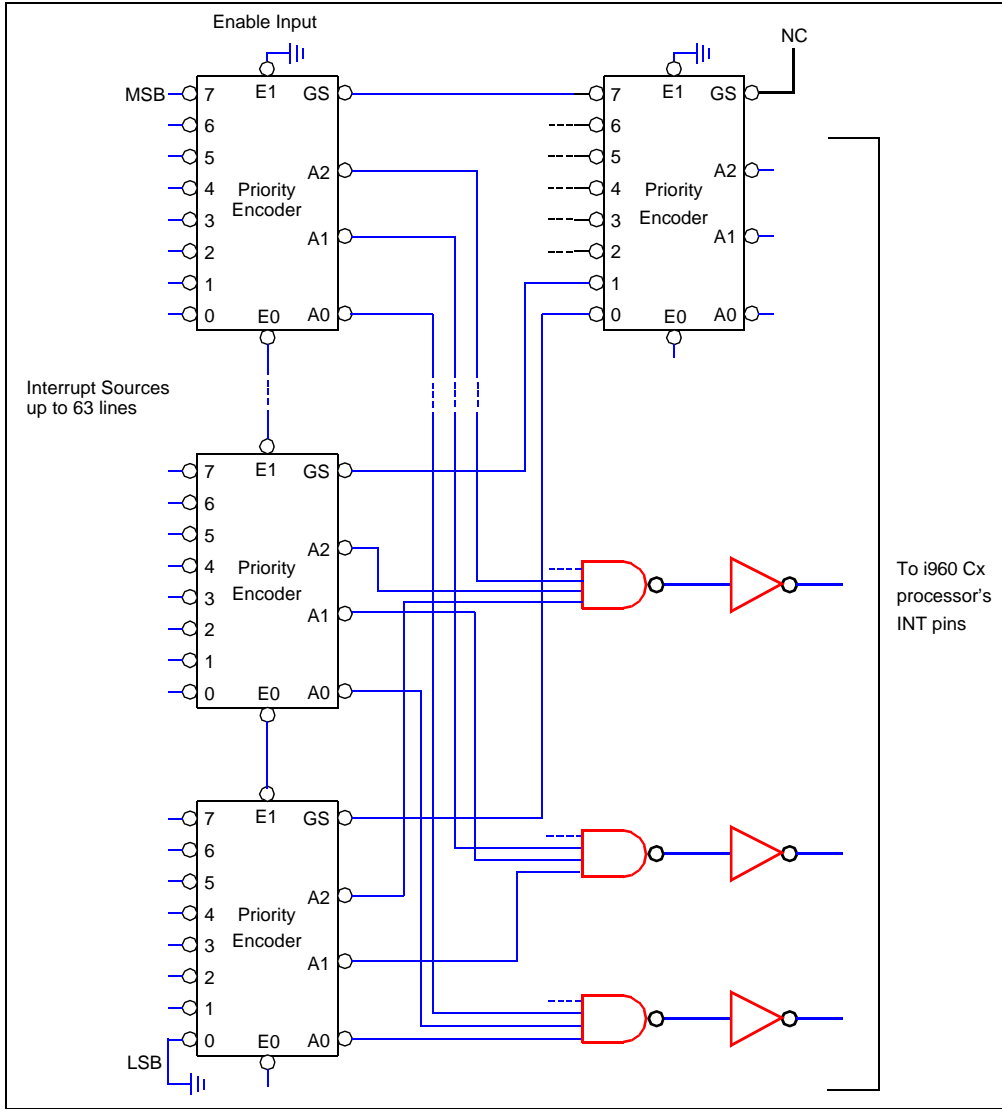 Enable Input
NC
MSB
7 E1 GS
6
5
A2
4 Priority
Encoder
3
A1
2
1
0 E0 A0
7 E1 GS
6
5
A2
4 Priority
3 Encoder
A1
2
1
0 E0 A0
Interrupt Sources
up to 63 lines
7 E1 GS
6
5
A2
4 Priority
3 Encoder
A1
2
1
0 E0 A0
To i960 Cx
processor's
INT pins
7 E1 GS
6
5
A2
4 Priority
3 Encoder
A1
2
1
0 E0 A0
LSB